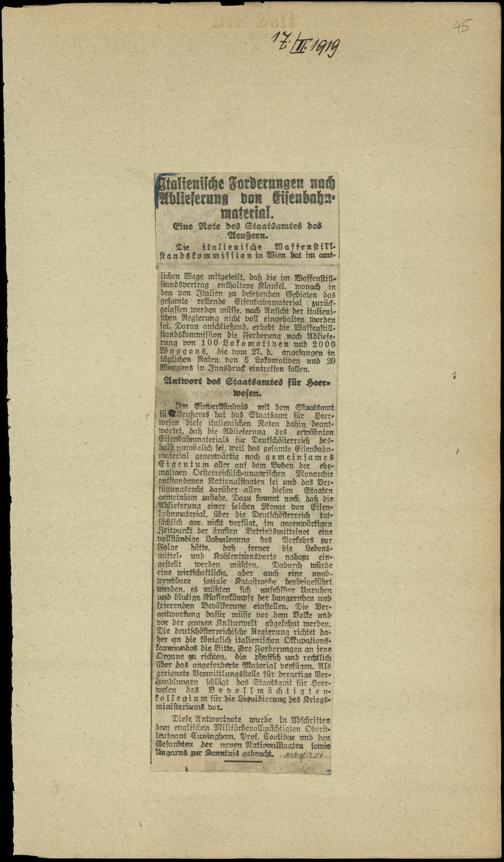 Die Zeit
45
17./II. 1919
Italienische Forderungen nach
Ablieferung von Eisenbahn-
material.
Eine Note des Staatsamtes des
Aeußern.
Die italienische Waffenstill-
standskommission in Wien hat im amt-
lichen Wege mitgeteilt, daß die im Waffenstill-
standsvertrag enthaltene Klausel, wonach in
den von Italien zu besetzenden Gebieten das
gesamte rollende Eisenbahnmaterial zurück-
gelassen werden müsse, nach Ansicht der italieni-
schen Regierung nicht voll eingehalten worden
sei. Daran anschließend, erhebt die Waffenstill-
standskommission die Forderung nach Abliefe-
rung von 100 Lokomotiven und 2000
Waggons, die vom 27. d. angefangen in
täglichen Raten von 5 Lokomotiven und 20
Waggons in Innsbruck eintreffen sollen.
Antwort des Staatsamtes für Heer-
wesen.
Im Einverständnis mit dem Staatsamt
für Aeußeres hat das Staatsamt für Heer-
wesen diese italienischen Noten dahin beant-
wortet, daß die Ablieferung des erwähnten
Eisenbahnmaterials für Deutschösterreich des-
halb unmöglich sei, weil das gesamte Eisenbahn-
material gegenwärtig noch gemeinsames
Eigentum aller auf dem Boden der ehe-
maligen Oesterreichisch-ungarischen Monarchie
entstandenen Nationalstaaten sei und das Ver-
fügungsrecht darüber allen diesen Staaten
gemeinsam zustehe. Dazu kommt noch, daß die
Ablieferung einer solchen Menge von Eisen-
bahnmaterial, über die Deutschösterreich tat-
sächlich gar nicht verfügt, im gegenwärtigen
Zeitpunkt der ärgsten Betriebsmittelnot eine
vollständige Lahmlegung des Verkehrs zur
Folge hätte, daß ferner die Lebens-
mittel- und Kohlentransporte nahezu ein-
gestellt werden müßten. Dadurch würde
eine wirtschaftliche, aber auch eine unab-
wendbare soziale Katastrophe herbeigeführt
werden, es müßten sich unfehlbar Unruhen
und blutige Klassenkämpfe der hungernden und
frierenden Bevölkerung einstellen. Die Ver-
antwortung dafür müsse vor dem Volke und
vor der ganzen Kulturwelt abgelehnt werden.
Die deutschösterreichische Regierung richtet da-
her an die königlich italienischen Okkupations-
kommandos die Bitte, ihre Forderungen an jene
Organe zu richten, die physisch und rechtlich
über das angeforderte Material verfügen. Als
geeignete Vermittlungsstelle für derartige Ver-
handlungen schlägt das Staatsamt für Heer-
wesen das Bevollmächtigten-
kollegium für die Liquidierung des Kriegs-
ministeriums vor.
Diese Antwortnote wurde in Abschriften
dem englischen Militärbevollmächtigten Oberst-
leutnant Cuningham, Prof. Coolidge und den
Gesandten der neuen Nationalstaaten sowie
Ungarns zur Kenntnis gebracht.